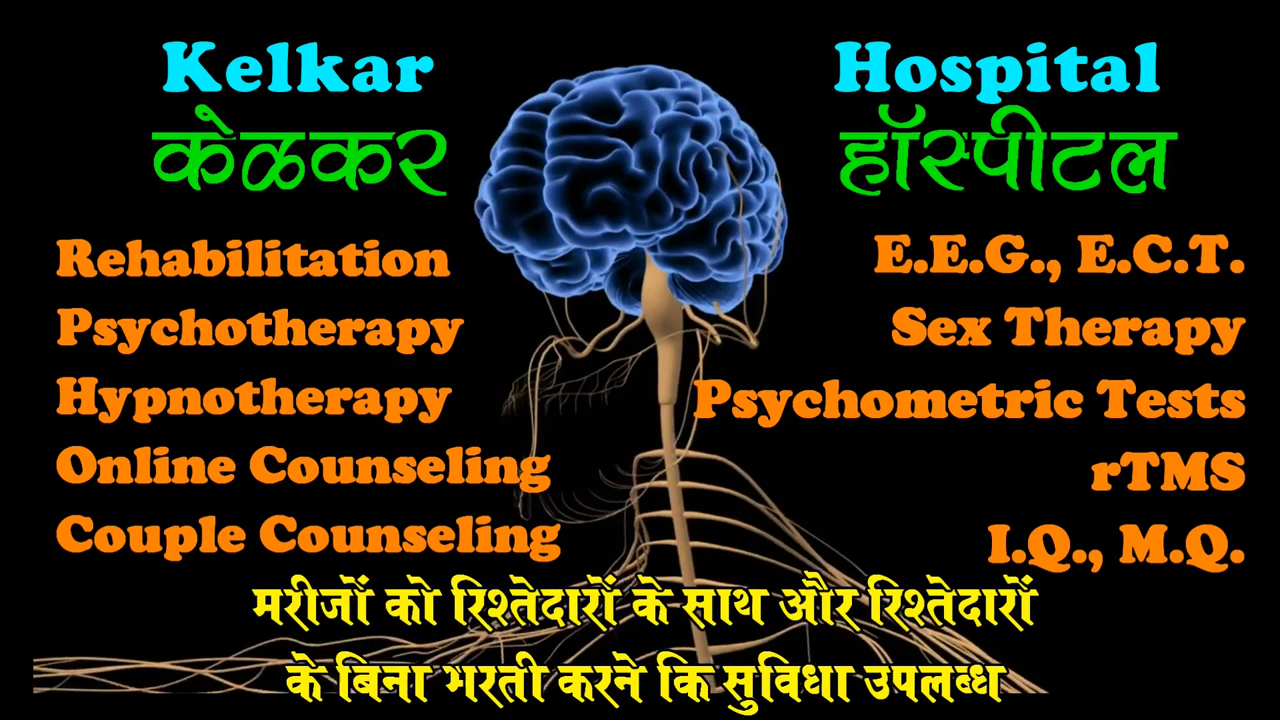 Kelkar Hospital
केळकर हॉस्पीटल
Rehabilitation
Psychotherapy
Hypnotherapy
Online Counseling
Couple Counseling
E.E.G., E.C.T.
Sex Therapy
Psychometric Tests
rTMS
I.Q., M.Q.
मरीजों को रिश्तेदारों के साथ और रिश्तेदारों
के बिना भरती करने कि सुविधा उपलब्ध